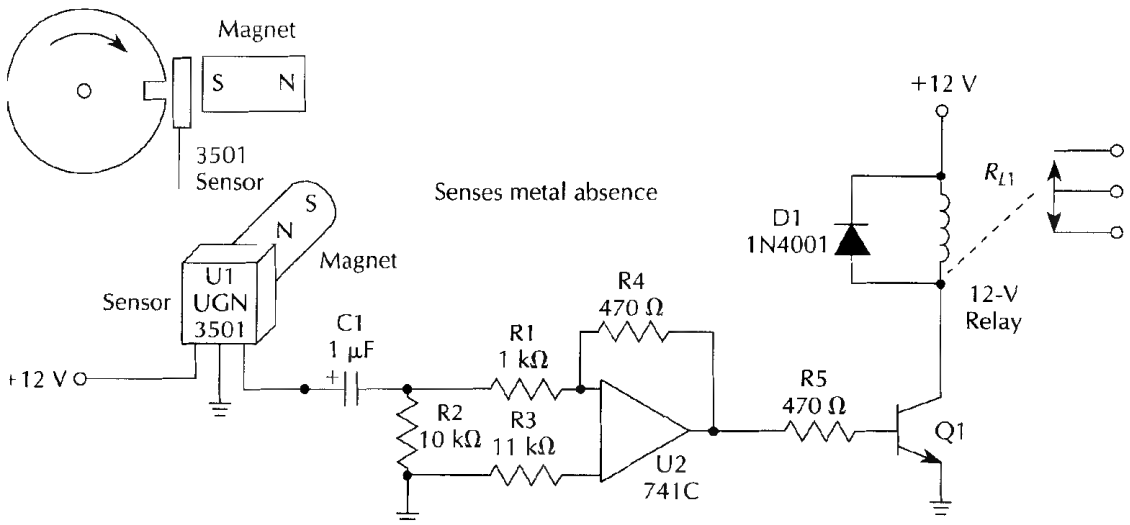 Magnet
S N
3501
Sensor
Senses metal absence
S
N
Magnet
Sensor
U1
UGN
3501
+12 V
C1
1 µF
R2
10 kΩ
R1
1 kΩ
R3
11 kΩ
R4
470 Ω
U2
741C
R5
470 Ω
Q1
+12 V
D1
1N4001
12-V
Relay
RL1
+